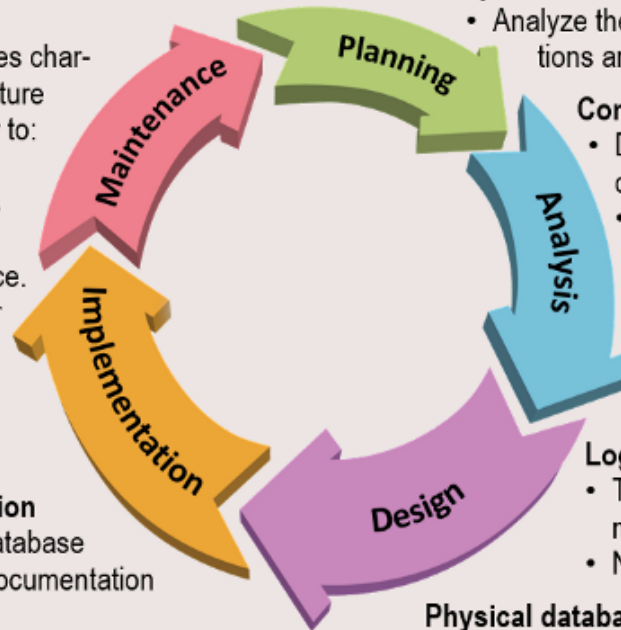 • Analyze the
tions ar
es char-
ture
to:
ce.
Maintenance
Planning
Analysis
Design
Implementation
Cor
•
•
Log
• T
• N
ion
atabase
ocumentation
Physical databa